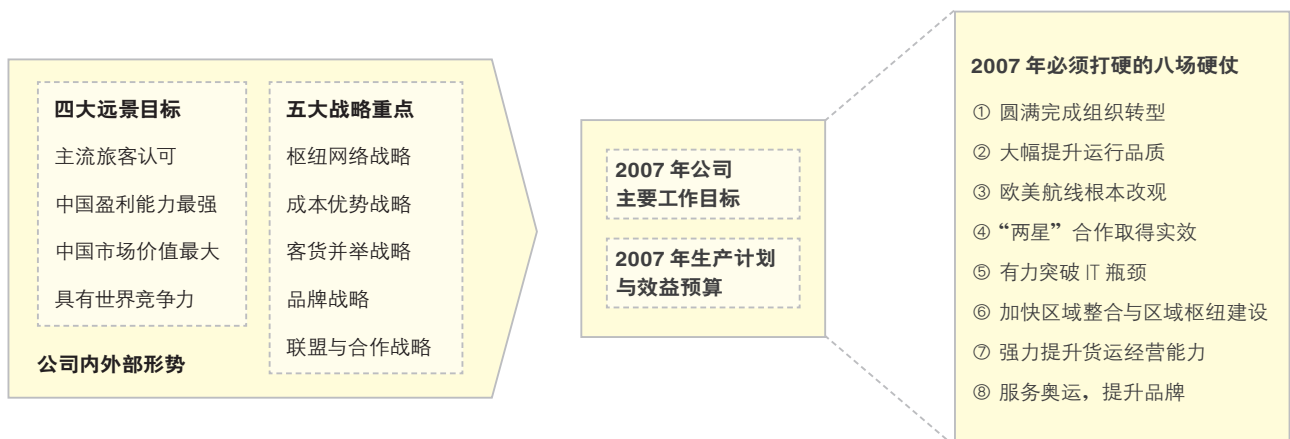 四大远景目标
主流旅客认可
中国盈利能力最强
中国市场价值最大
具有世界竞争力
公司内外部形势
五大战略重点
枢纽网络战略
成本优势战略
客货并举战略
品牌战略
联盟与合作战略
2007 年公司
主要工作目标
2007 年生产计划
与效益预算
2007 年必须打硬的八场硬仗
① 圆满完成组织转型
② 大幅提升运行品质
③ 欧美航线根本改观
④ “两星”合作取得实效
⑤ 有力突破 IT 瓶颈
⑥ 加快区域整合与区域枢纽建设
⑦ 强力提升货运经营能力
⑧ 服务奥运，提升品牌